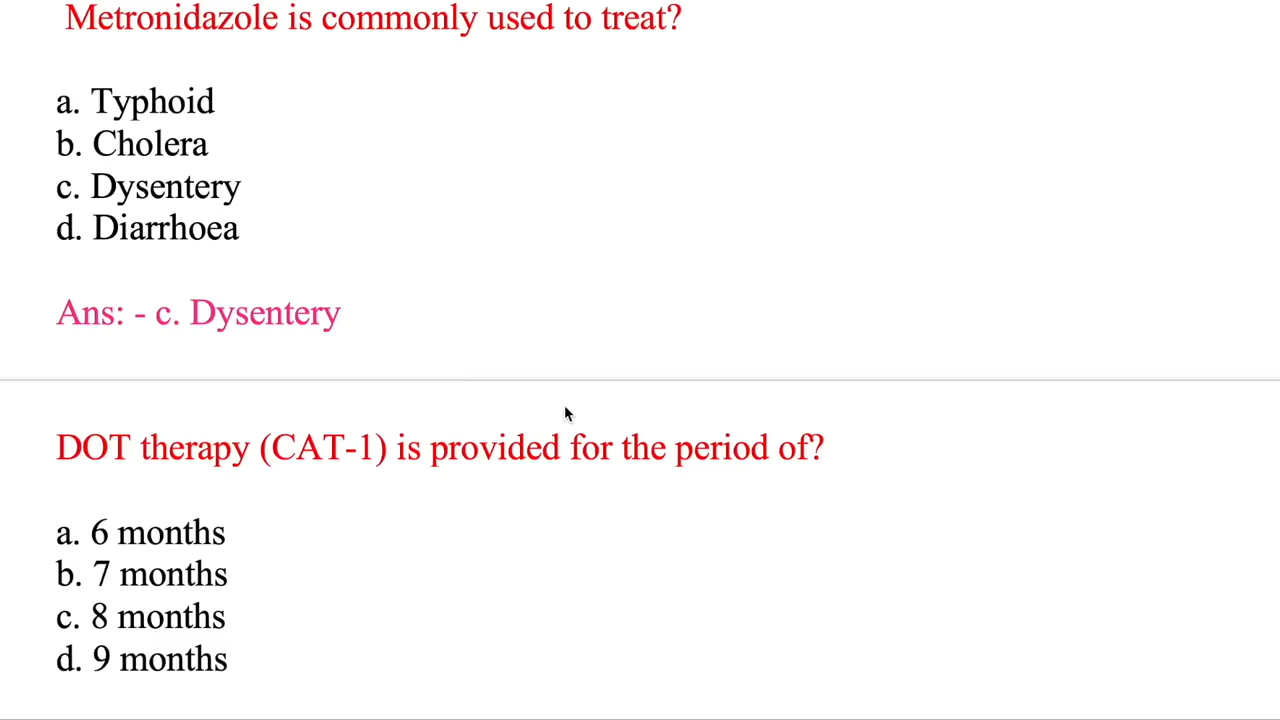 Metronidazole is commonly used to treat?
a. Typhoid
b. Cholera
c. Dysentery
d. Diarrhoea
Ans: - c. Dysentery
DOT therapy (CAT-1) is provided for the period of?
a. 6 months
b. 7 months
c. 8 months
d. 9 months